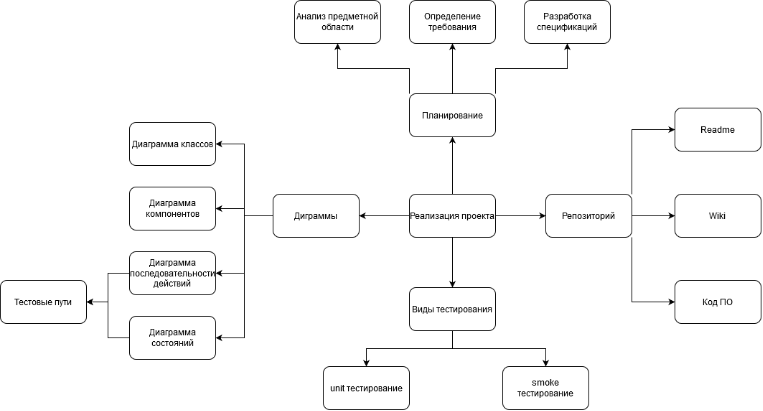 Анализ предметной
области
Определение
требования
Разработка
спецификаций
Планирование
Диаграмма классов
Readme
Диаграмма
компонентов
Диграммы
Реализация проекта
Репозиторий
Wiki
Диаграмма
последовательности
действий
Тестовые пути
Виды тестирования
Код ПО
Диаграмма
состояний
unit тестирование
smoke
тестирование